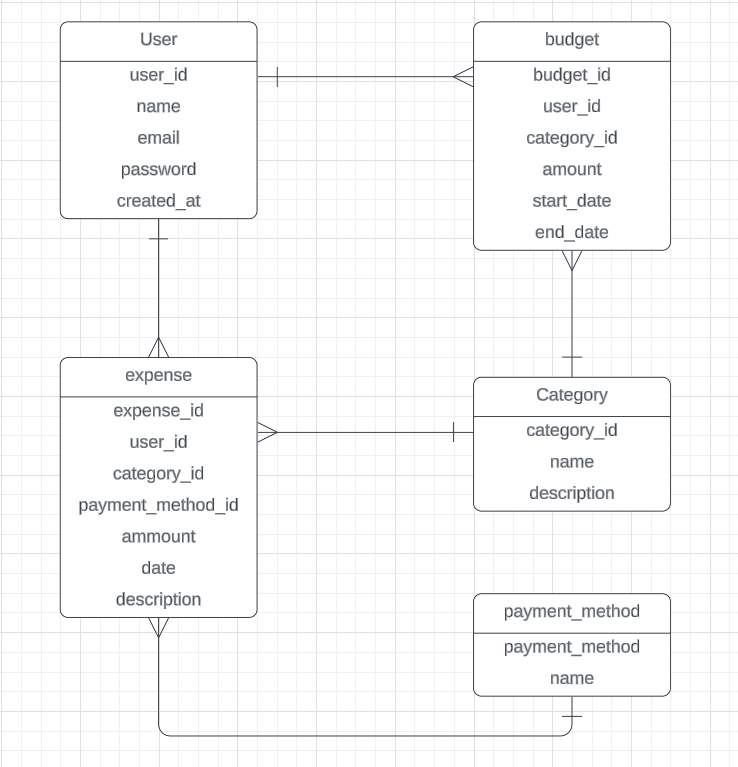 User
user_id
name
email
password
created_at
budget
budget_id
user_id
category_id
amount
start_date
end_date
expense
expense_id
user_id
category_id
payment_method_id
ammount
date
description
Category
category_id
name
description
payment_method
payment_method
name